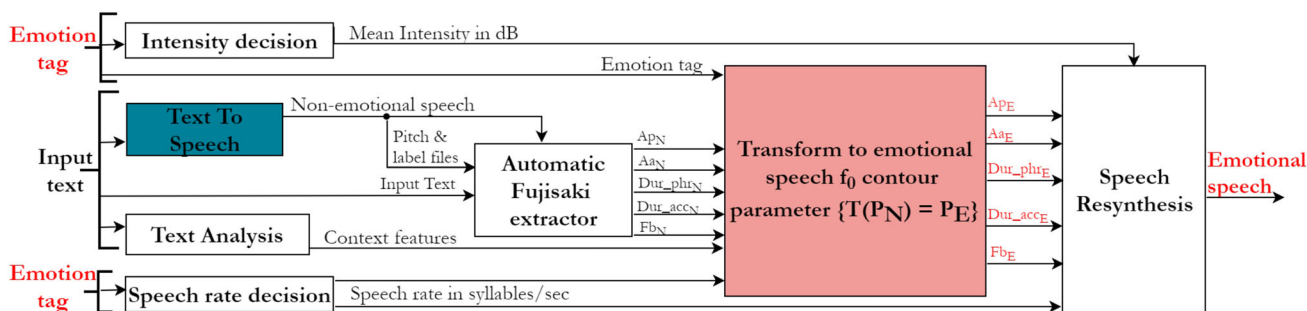 Emotion
tag
Intensity decision
Mean Intensity in dB
Emotion tag
Input
text
Text To
Speech
Non-emotional speech
Pitch &
label files
Input Text
Automatic
Fujisaki
extractor
Text Analysis
Context features
Ap_N
Aa_N
Dur_phr_N
Dur_acc_N
Fb_N
Transform to emotional
speech f₀ contour
parameter {T(P_N) = P_E}
Ap_E
Aa_E
Dur_phr_E
Dur_acc_E
Fb_E
Speech
Resynthesis
Emotional
speech
Emotion
tag
Speech rate decision
Speech rate in syllables/sec